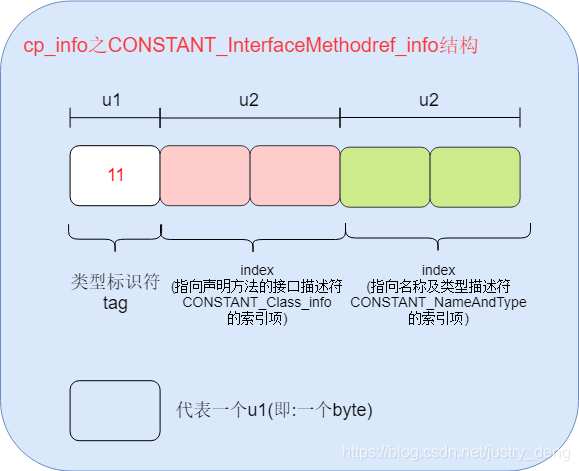 cp_info之CONSTANT_InterfaceMethodref_info结构
u1 u2 u2
11
类型标识符
tag
index
(指向声明方法的接口描述符
CONSTANT_Class_info
的索引项)
index
(指向名称及类型描述符
CONSTANT_NameAndType
的索引项)
代表一个u1(即:一个byte)
https://blog.csdn.net/justry_deng